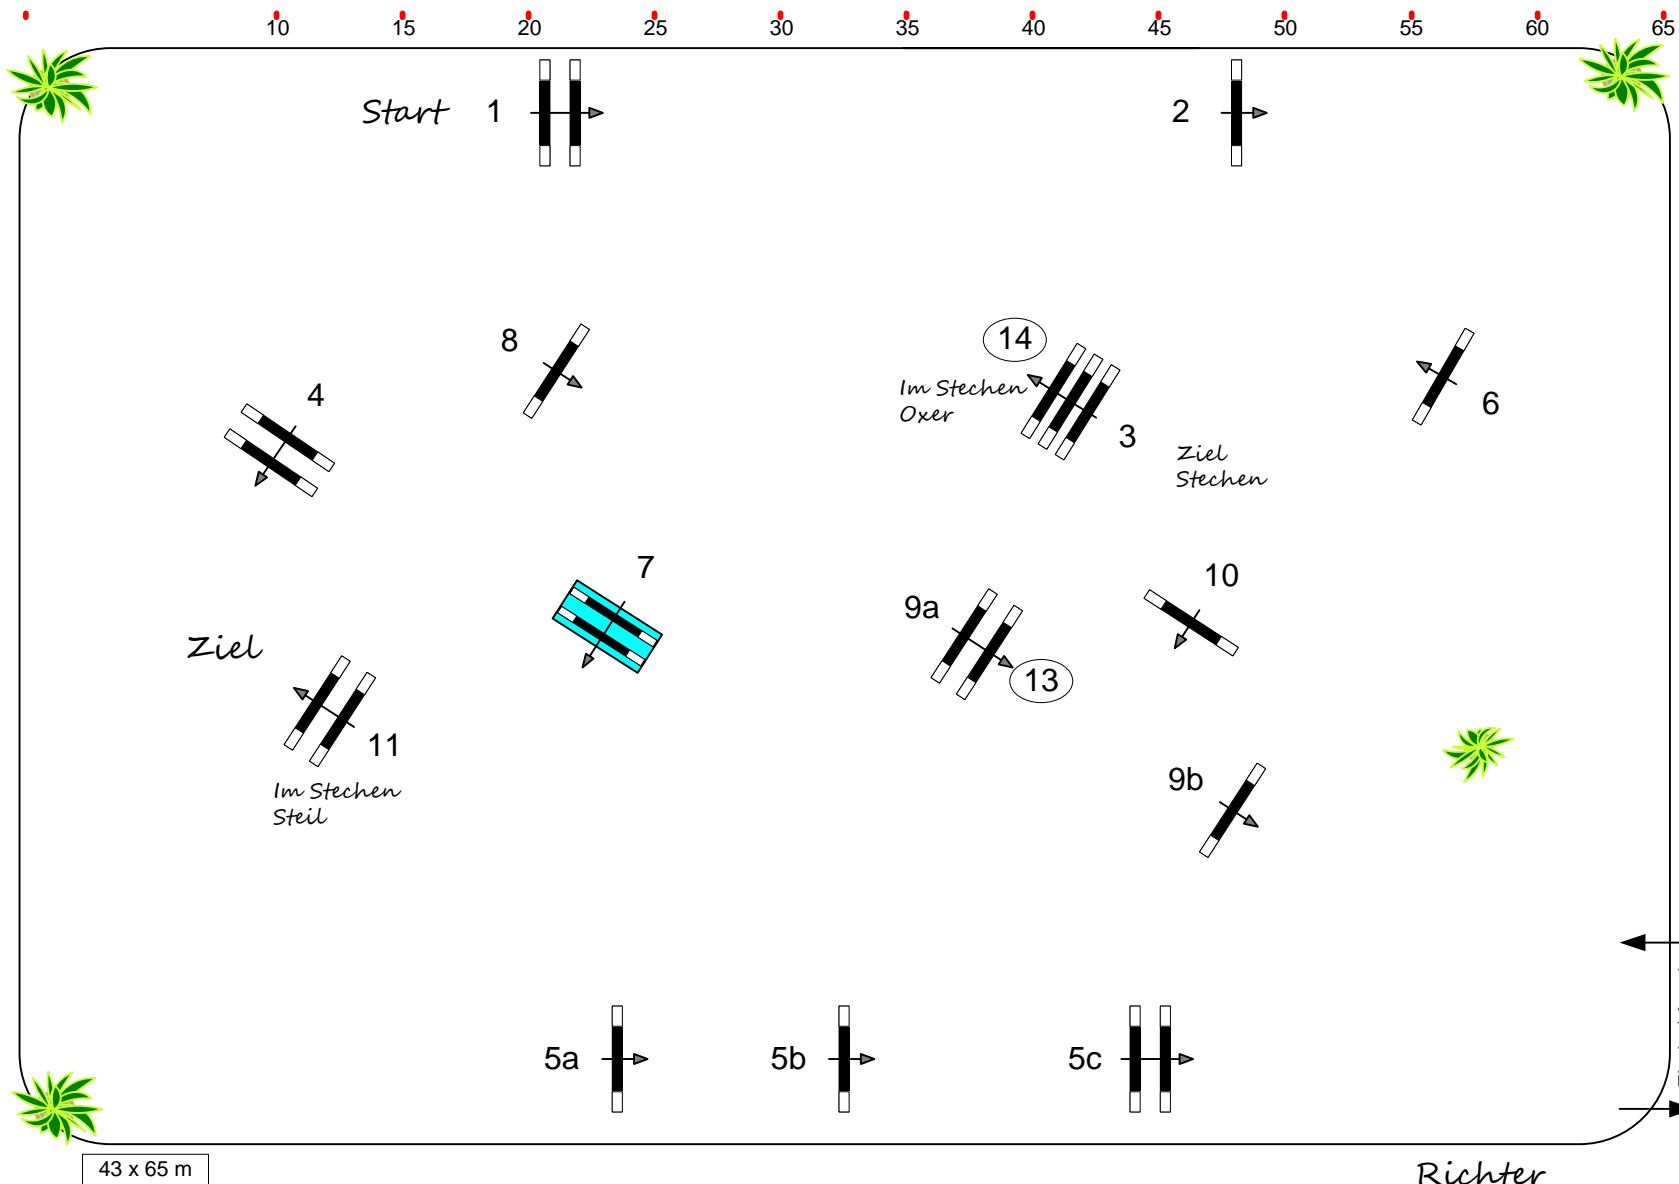 10 15 20 25 30 35 40 45 50 55 60 65
Start 1
2
8
14
Im Stechen
Oxer
4
6
3
Ziel
Stechen
7
10
9a
Ziel
13
11
9b
Im Stechen
Steil
5a
5b
5c
43 x 65 m
Richter